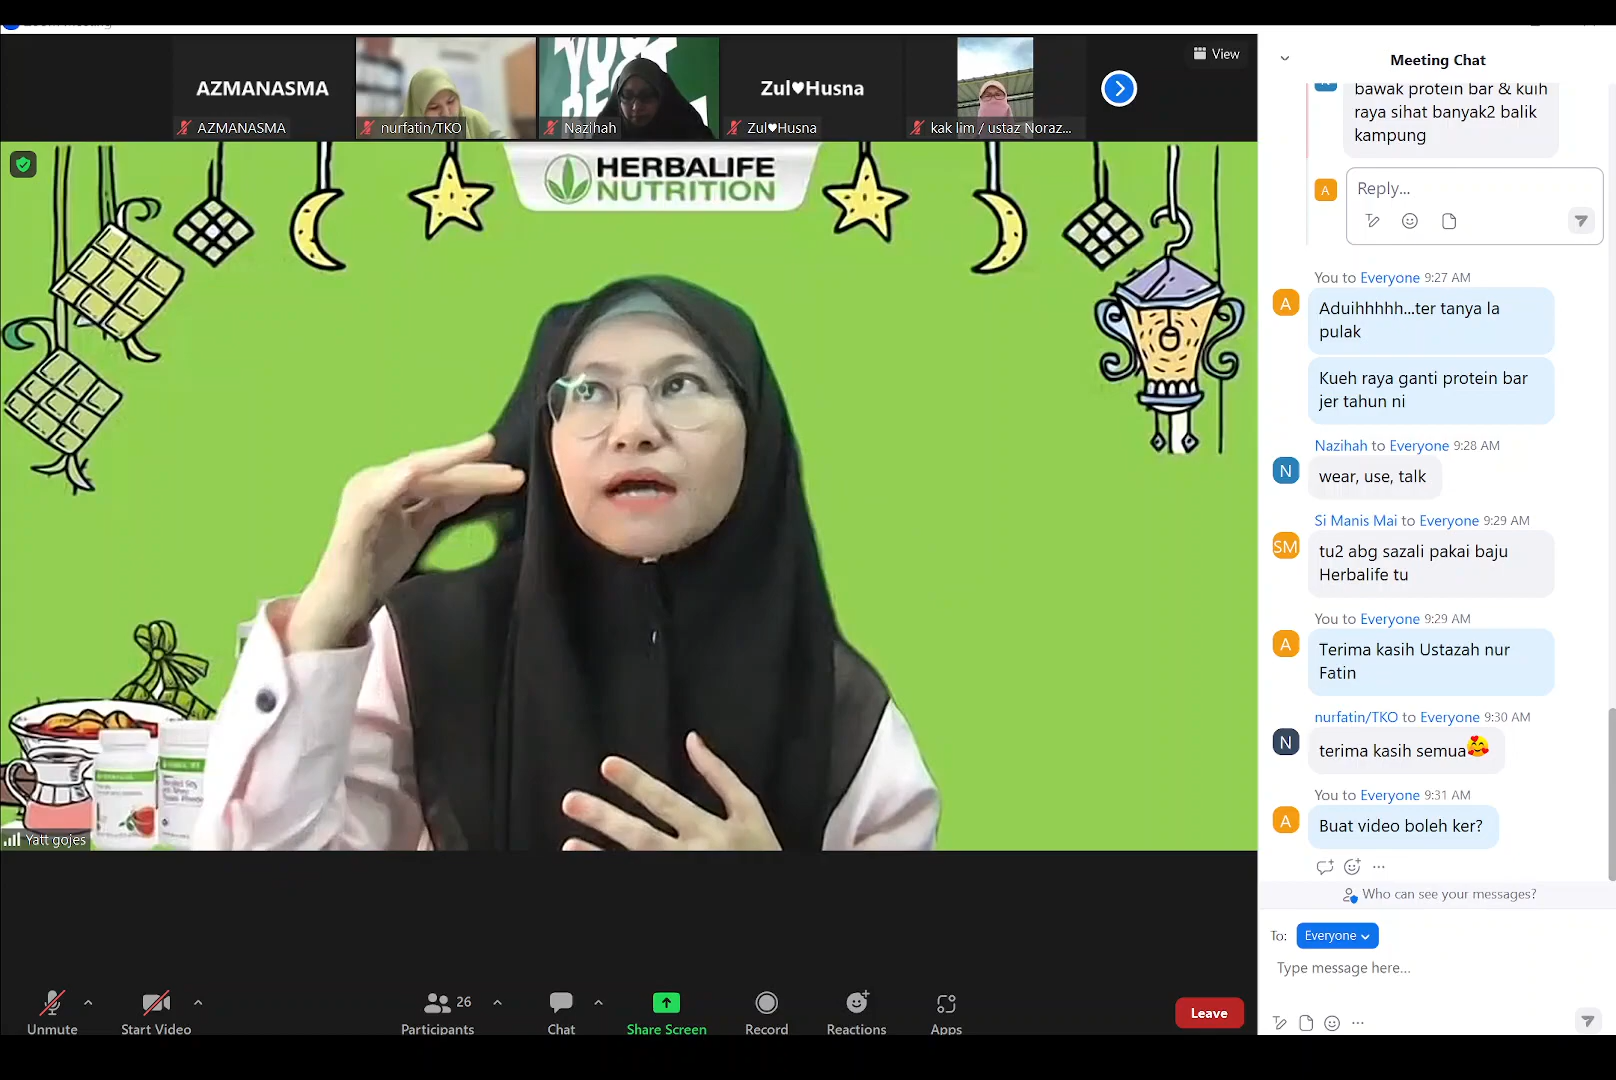 View
AZMANASMA
AZMANASMA
nurfatin/TKO
Nazihah
Zul♥Husna
Zul♥Husna
kak lim / ustaz Noraz...
HERBALIFE
NUTRITION
Yatt gojes
Unmute
Start Video
26
Participants
Chat
Share Screen
Record
Reactions
Apps
Leave
Meeting Chat
bawak protein bar & kuih
raya sihat banyak2 balik
kampung
A
Reply...
You to Everyone 9:27 AM
A
Aduihhhhh...ter tanya la
pulak
Kueh raya ganti protein bar
jer tahun ni
Nazihah to Everyone 9:28 AM
N
wear, use, talk
Si Manis Mai to Everyone 9:29 AM
SM
tu2 abg sazali pakai baju
Herbalife tu
You to Everyone 9:29 AM
A
Terima kasih Ustazah nur
Fatin
nurfatin/TKO to Everyone 9:30 AM
N
terima kasih semua🥰
You to Everyone 9:31 AM
A
Buat video boleh ker?
Who can see your messages?
To: Everyone
Type message here...